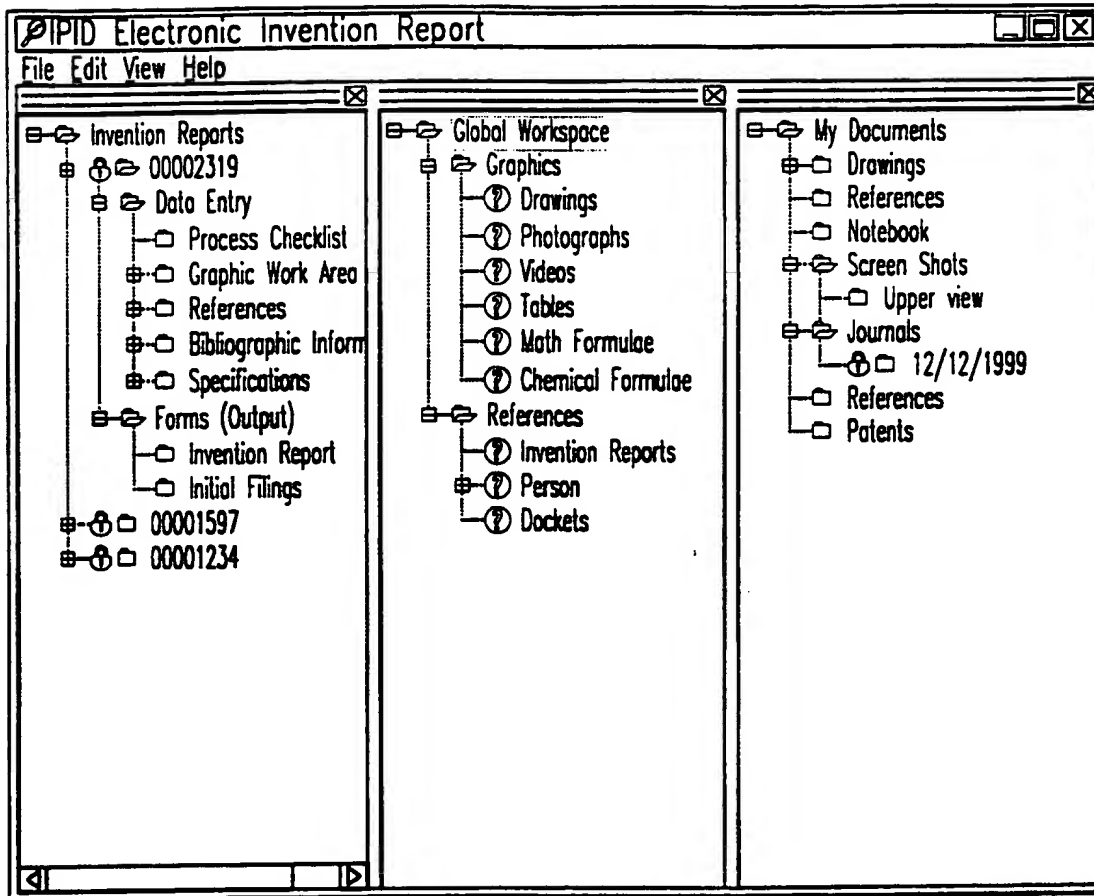 IPID Electronic Invention Report
File Edit View Help
Invention Reports
00002319
Data Entry
Process Checklist
Graphic Work Area
References
Bibliographic Inform
Specifications
Forms (Output)
Invention Report
Initial Filings
00001597
00001234
Global Workspace
Graphics
Drawings
Photographs
Videos
Tables
Math Formulae
Chemical Formulae
References
Invention Reports
Person
Dockets
My Documents
Drawings
References
Notebook
Screen Shots
Upper view
Journals
12/12/1999
References
Patents